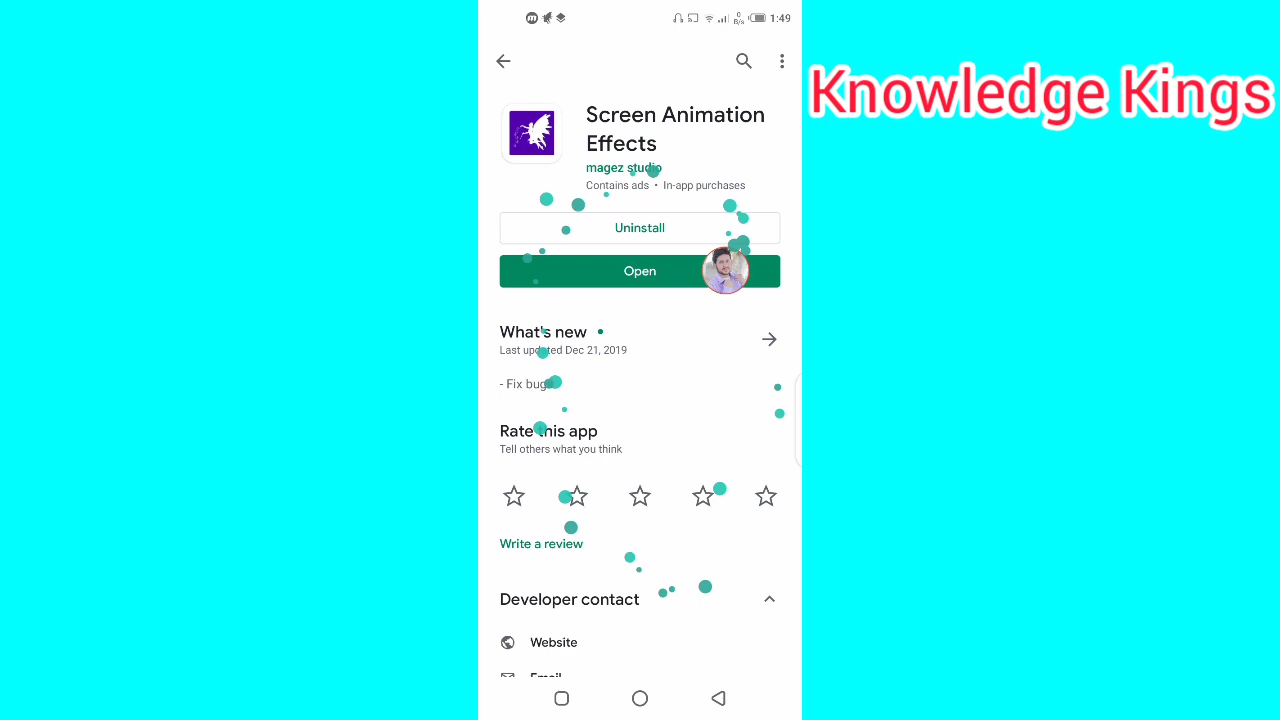 0
B/s
1:49
Knowledge Kings
Screen Animation
Effects
magez studio
Contains ads • In-app purchases
Uninstall
Open
What's new
Last updated Dec 21, 2019
- Fix bugs
Rate this app
Tell others what you think
Write a review
Developer contact
Website
Email